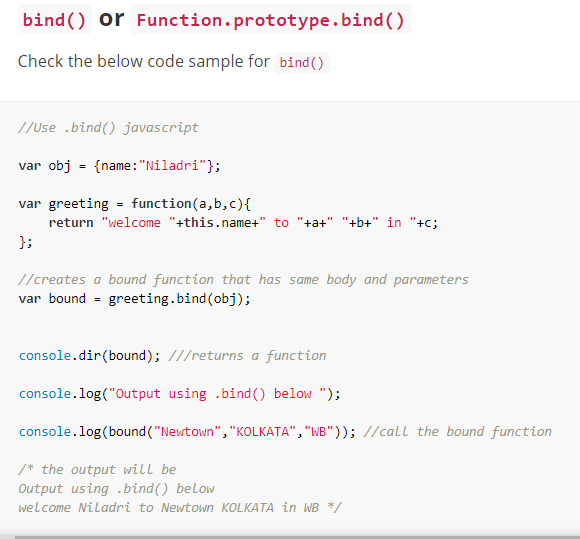 bind() or Function.prototype.bind()
Check the below code sample for bind()
//Use .bind() javascript
var obj = {name:"Niladri"};
var greeting = function(a,b,c){
    return "welcome "+this.name+" to "+a+" "+b+" in "+c;
};
//creates a bound function that has same body and parameters
var bound = greeting.bind(obj);
console.dir(bound); ///returns a function
console.log("Output using .bind() below ");
console.log(bound("Newtown","KOLKATA","WB")); //call the bound function
/* the output will be
Output using .bind() below
welcome Niladri to Newtown KOLKATA in WB */